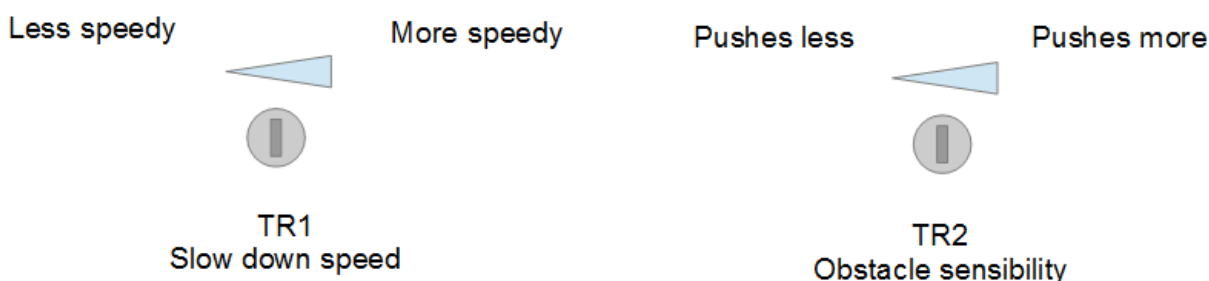 Less speedy
More speedy
TR1
Slow down speed
Pushes less
Pushes more
TR2
Obstacle sensibility